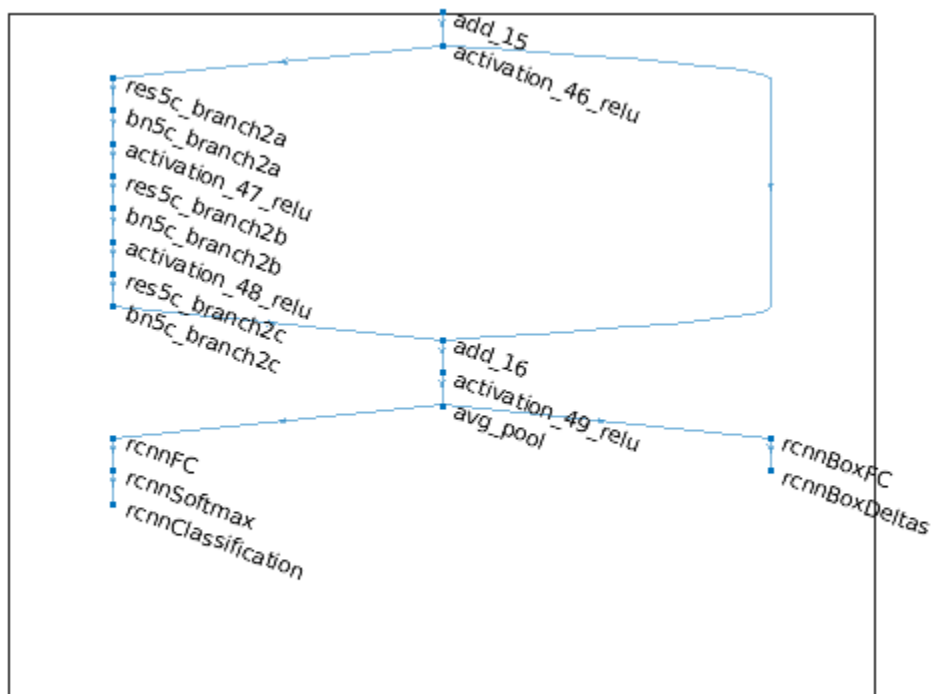 add_15
activation_46_relu
res5c_branch2a
bn5c_branch2a
activation_47_relu
res5c_branch2b
bn5c_branch2b
activation_48_relu
res5c_branch2c
bn5c_branch2c
add_16
activation_49_relu
avg_pool
rcnnFC
rcnnSoftmax
rcnnClassification
rcnnBoxFC
rcnnBoxDeltas